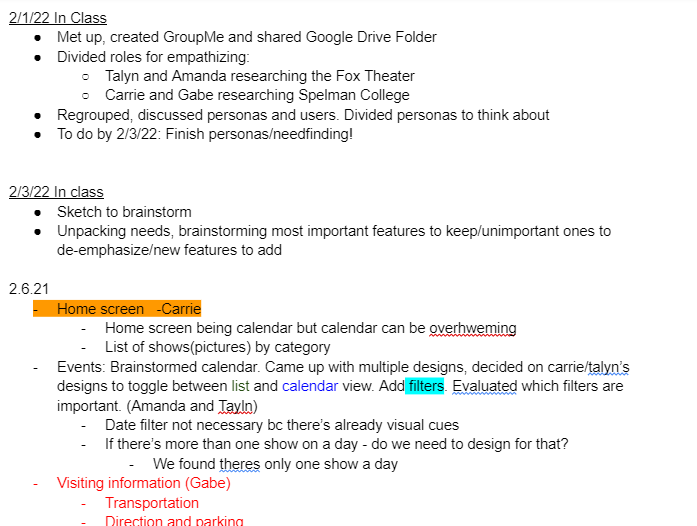 2/1/22 In Class
● Met up, created GroupMe and shared Google Drive Folder
● Divided roles for empathizing:
○ Talyn and Amanda researching the Fox Theater
○ Carrie and Gabe researching Spelman College
● Regrouped, discussed personas and users. Divided personas to think about
● To do by 2/3/22: Finish personas/needfinding!
2/3/22 In class
● Sketch to brainstorm
● Unpacking needs, brainstorming most important features to keep/unimportant ones to
de-emphasize/new features to add
2.6.21
- Home screen -Carrie
- Home screen being calendar but calendar can be overhweming
- List of shows(pictures) by category
- Events: Brainstormed calendar. Came up with multiple designs, decided on carrie/talyn's
designs to toggle between list and calendar view. Add filters. Evaluated which filters are
important. (Amanda and Tayln)
- Date filter not necessary bc there's already visual cues
- If there's more than one show on a day - do we need to design for that?
- We found theres only one show a day
- Visiting information (Gabe)
- Transportation
- Direction and parking